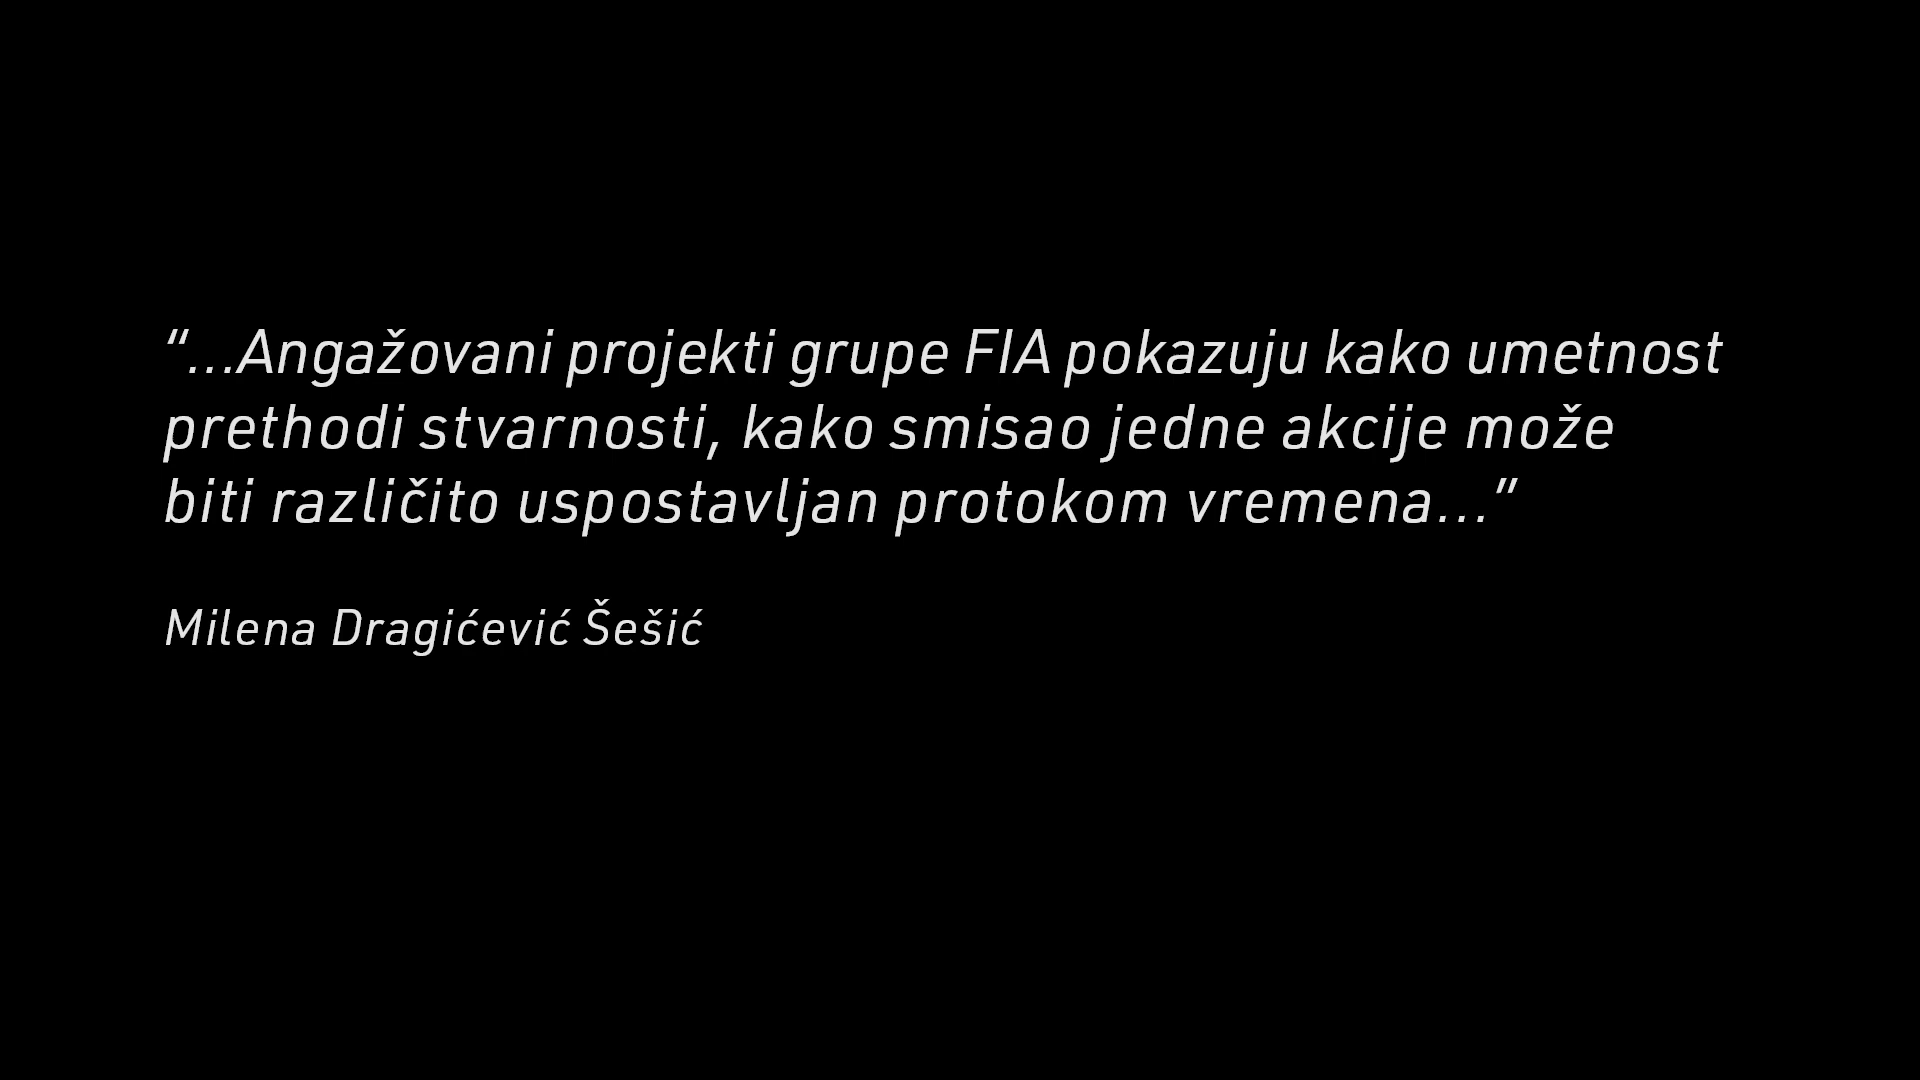 “...Angažovani projekti grupe FIA pokazuju kako umetnost
prethodi stvarnosti, kako smisao jedne akcije može
biti različito uspostavljan protokom vremena...”
Milena Dragićević Šešić